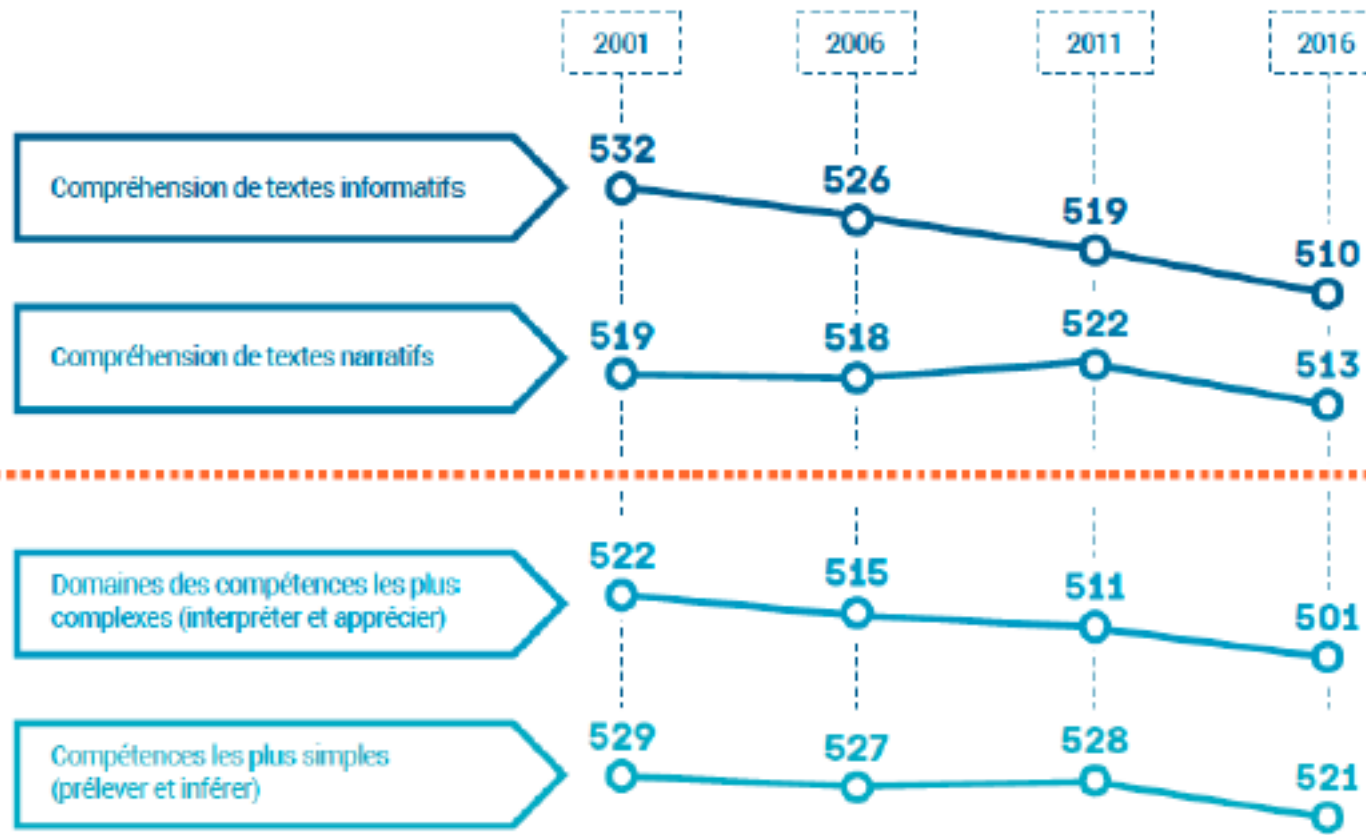 2001 2006 2011 2016
532 526 519 510
Compréhension de textes informatifs
519 518 522 513
Compréhension de textes narratifs
522 515 511 501
Domaines des compétences les plus
complexes (interpréter et apprécier)
529 527 528 521
Compétences les plus simples
(prélever et inférer)